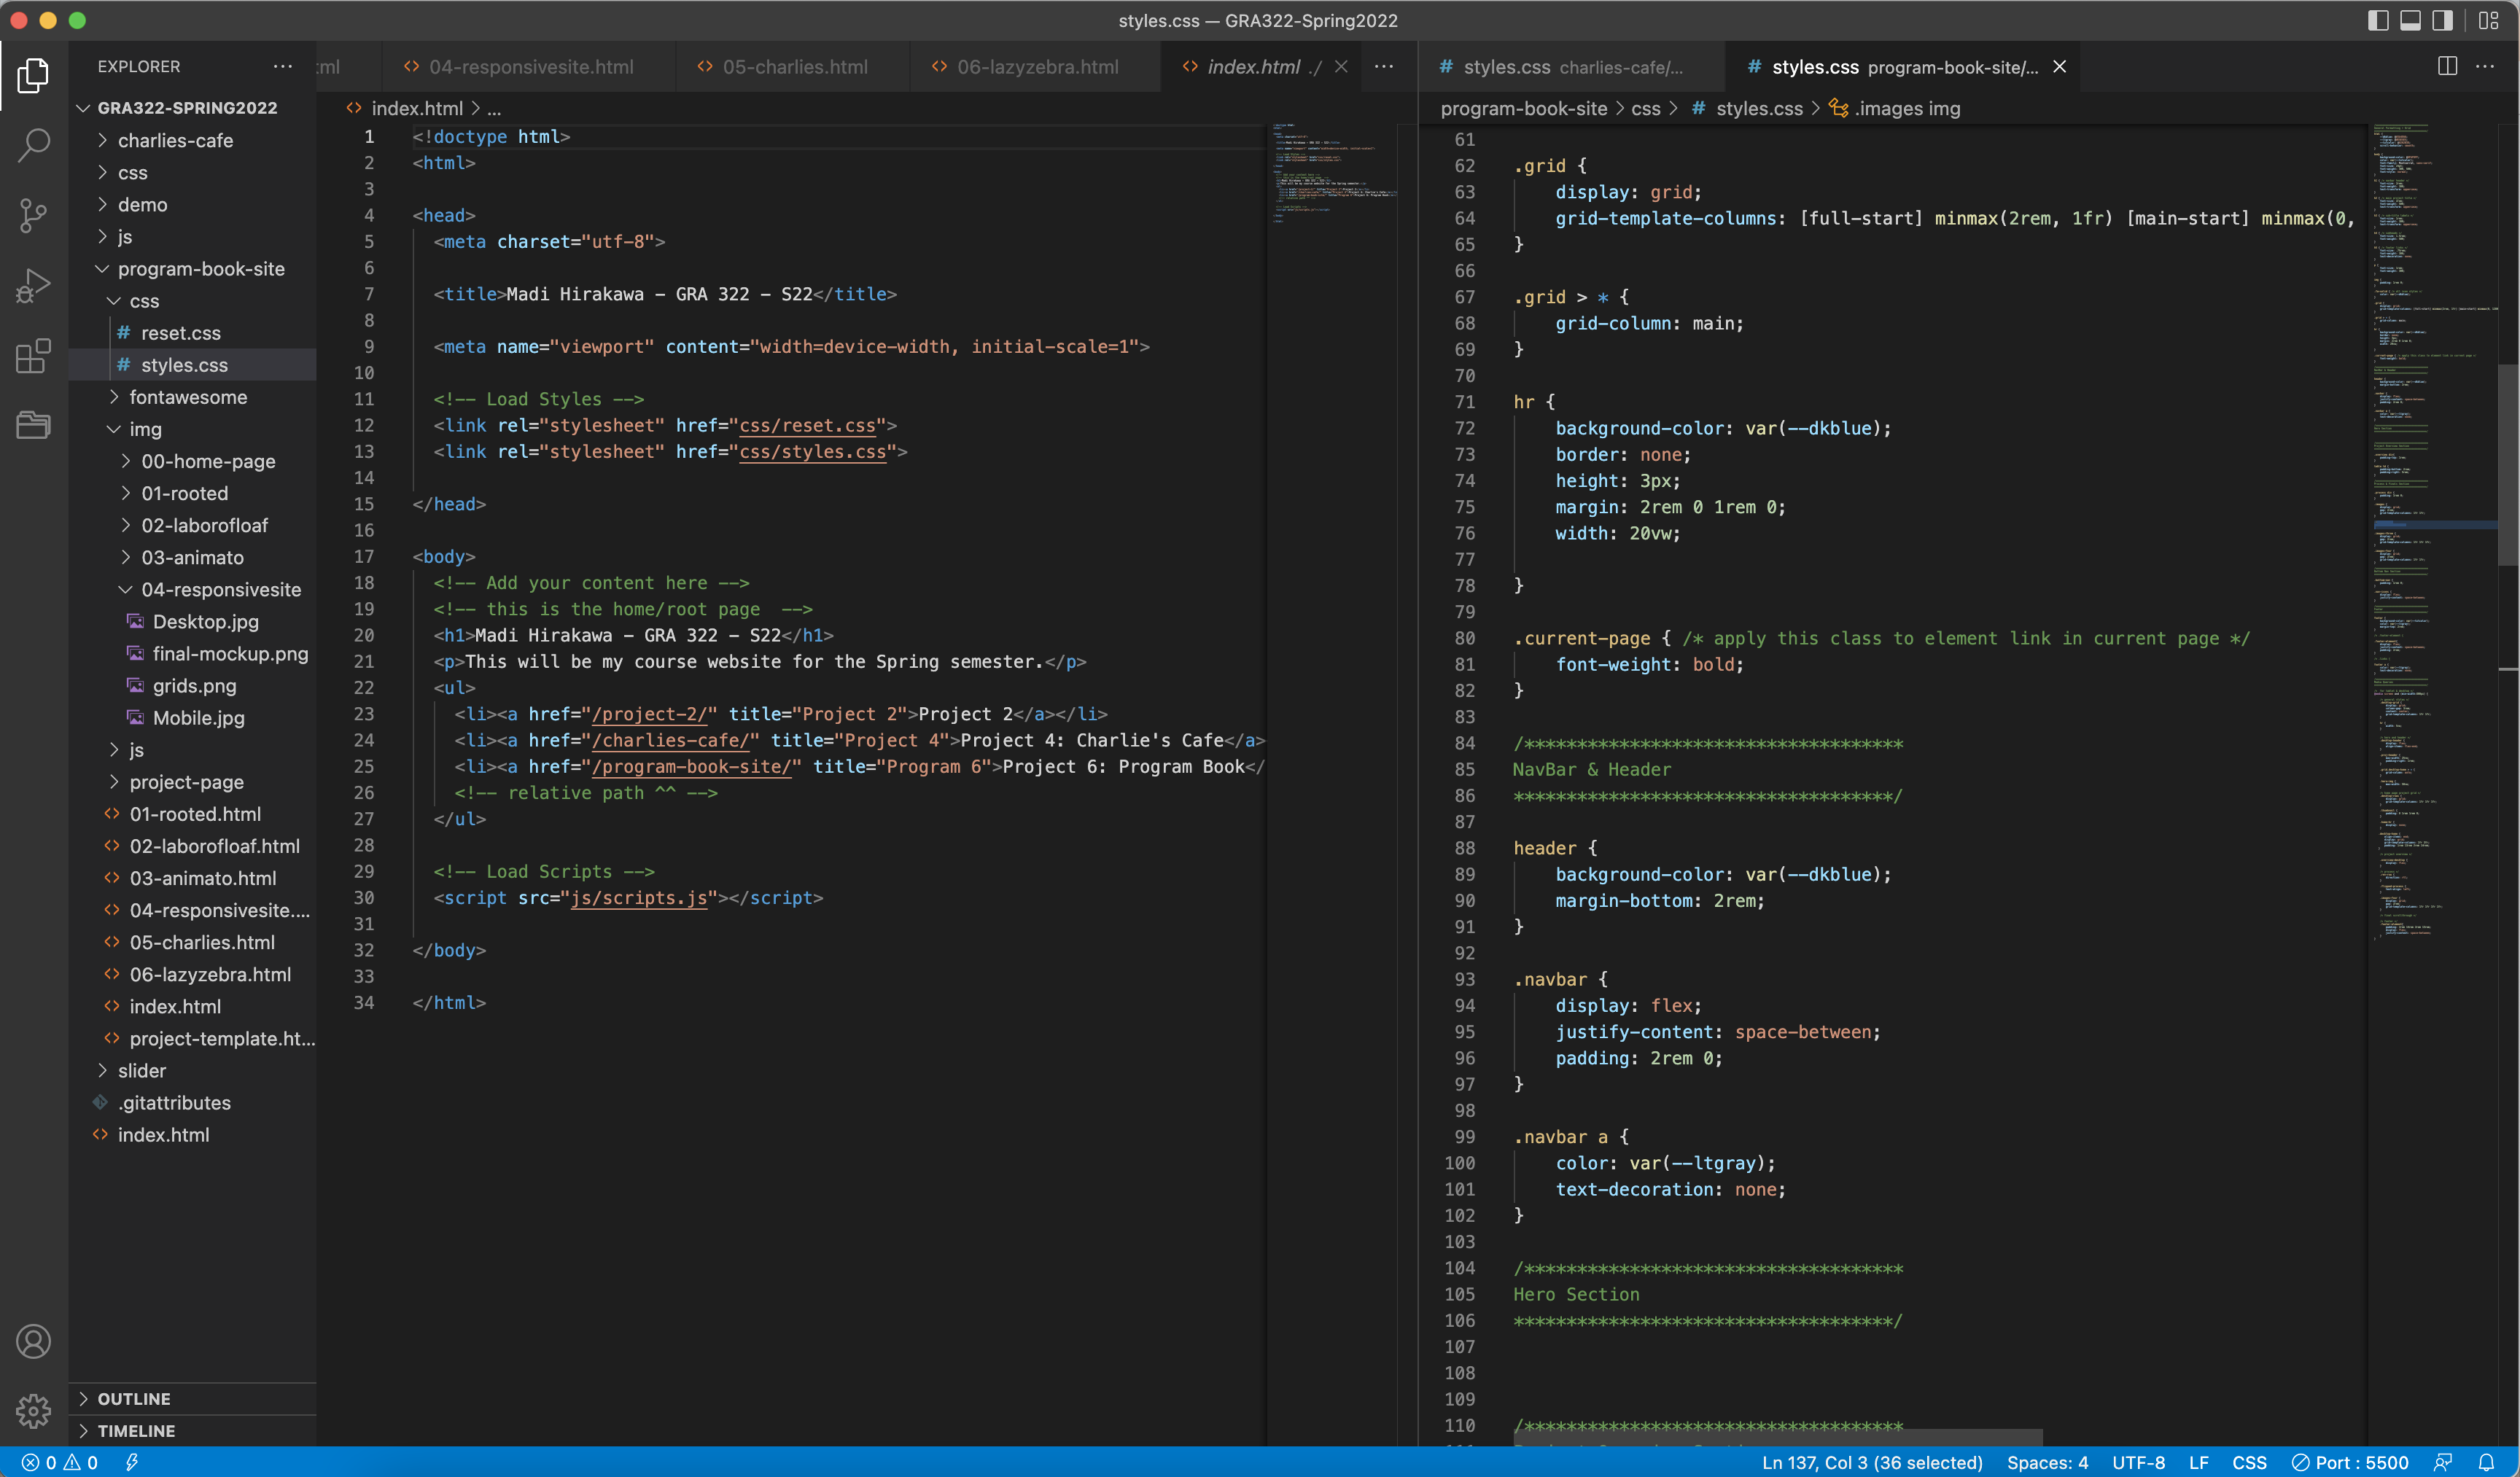 styles.css — GRA322-Spring2022
EXPLORER
GRA322-SPRING2022
charlies-cafe
css
demo
js
program-book-site
css
# reset.css
# styles.css
fontawesome
img
00-home-page
01-rooted
02-laborofloaf
03-animato
04-responsivesite
Desktop.jpg
final-mockup.png
grids.png
Mobile.jpg
js
project-page
01-rooted.html
02-laborofloaf.html
03-animato.html
04-responsivesite....
05-charlies.html
06-lazyzebra.html
index.html
project-template.ht...
slider
.gitattributes
index.html
OUTLINE
TIMELINE
04-responsivesite.html 05-charlies.html 06-lazyzebra.html index.html ./
index.html > ...
1 <!doctype html>
2 <html>
3
4 <head>
5 <meta charset="utf-8">
6
7 <title>Madi Hirakawa – GRA 322 – S22</title>
8
9 <meta name="viewport" content="width=device-width, initial-scale=1">
10
11 <!-- Load Styles -->
12 <link rel="stylesheet" href="css/reset.css">
13 <link rel="stylesheet" href="css/styles.css">
14
15 </head>
16
17 <body>
18 <!-- Add your content here -->
19 <!-- this is the home/root page  -->
20 <h1>Madi Hirakawa – GRA 322 – S22</h1>
21 <p>This will be my course website for the Spring semester.</p>
22 <ul>
23 <li><a href="/project-2/" title="Project 2">Project 2</a></li>
24 <li><a href="/charlies-cafe/" title="Project 4">Project 4: Charlie's Cafe</a>
25 <li><a href="/program-book-site/" title="Program 6">Project 6: Program Book</
26 <!-- relative path ^^ -->
27 </ul>
28
29 <!-- Load Scripts -->
30 <script src="js/scripts.js"></script>
31
32 </body>
33
34 </html>
# styles.css charlies-cafe/... # styles.css program-book-site/...
program-book-site > css > # styles.css > .images img
61
62 .grid {
63 display: grid;
64 grid-template-columns: [full-start] minmax(2rem, 1fr) [main-start] minmax(0,
65 }
66
67 .grid > * {
68 grid-column: main;
69 }
70
71 hr {
72 background-color: var(--dkblue);
73 border: none;
74 height: 3px;
75 margin: 2rem 0 1rem 0;
76 width: 20vw;
77
78 }
79
80 .current-page { /* apply this class to element link in current page */
81 font-weight: bold;
82 }
83
84 /************************************
85 NavBar & Header
86 ************************************/
87
88 header {
89 background-color: var(--dkblue);
90 margin-bottom: 2rem;
91 }
92
93 .navbar {
94 display: flex;
95 justify-content: space-between;
96 padding: 2rem 0;
97 }
98
99 .navbar a {
100 color: var(--ltgray);
101 text-decoration: none;
102 }
103
104 /************************************
105 Hero Section
106 ************************************/
107
108
109
110 /************************************
0 0
Ln 137, Col 3 (36 selected) Spaces: 4 UTF-8 LF CSS Port : 5500